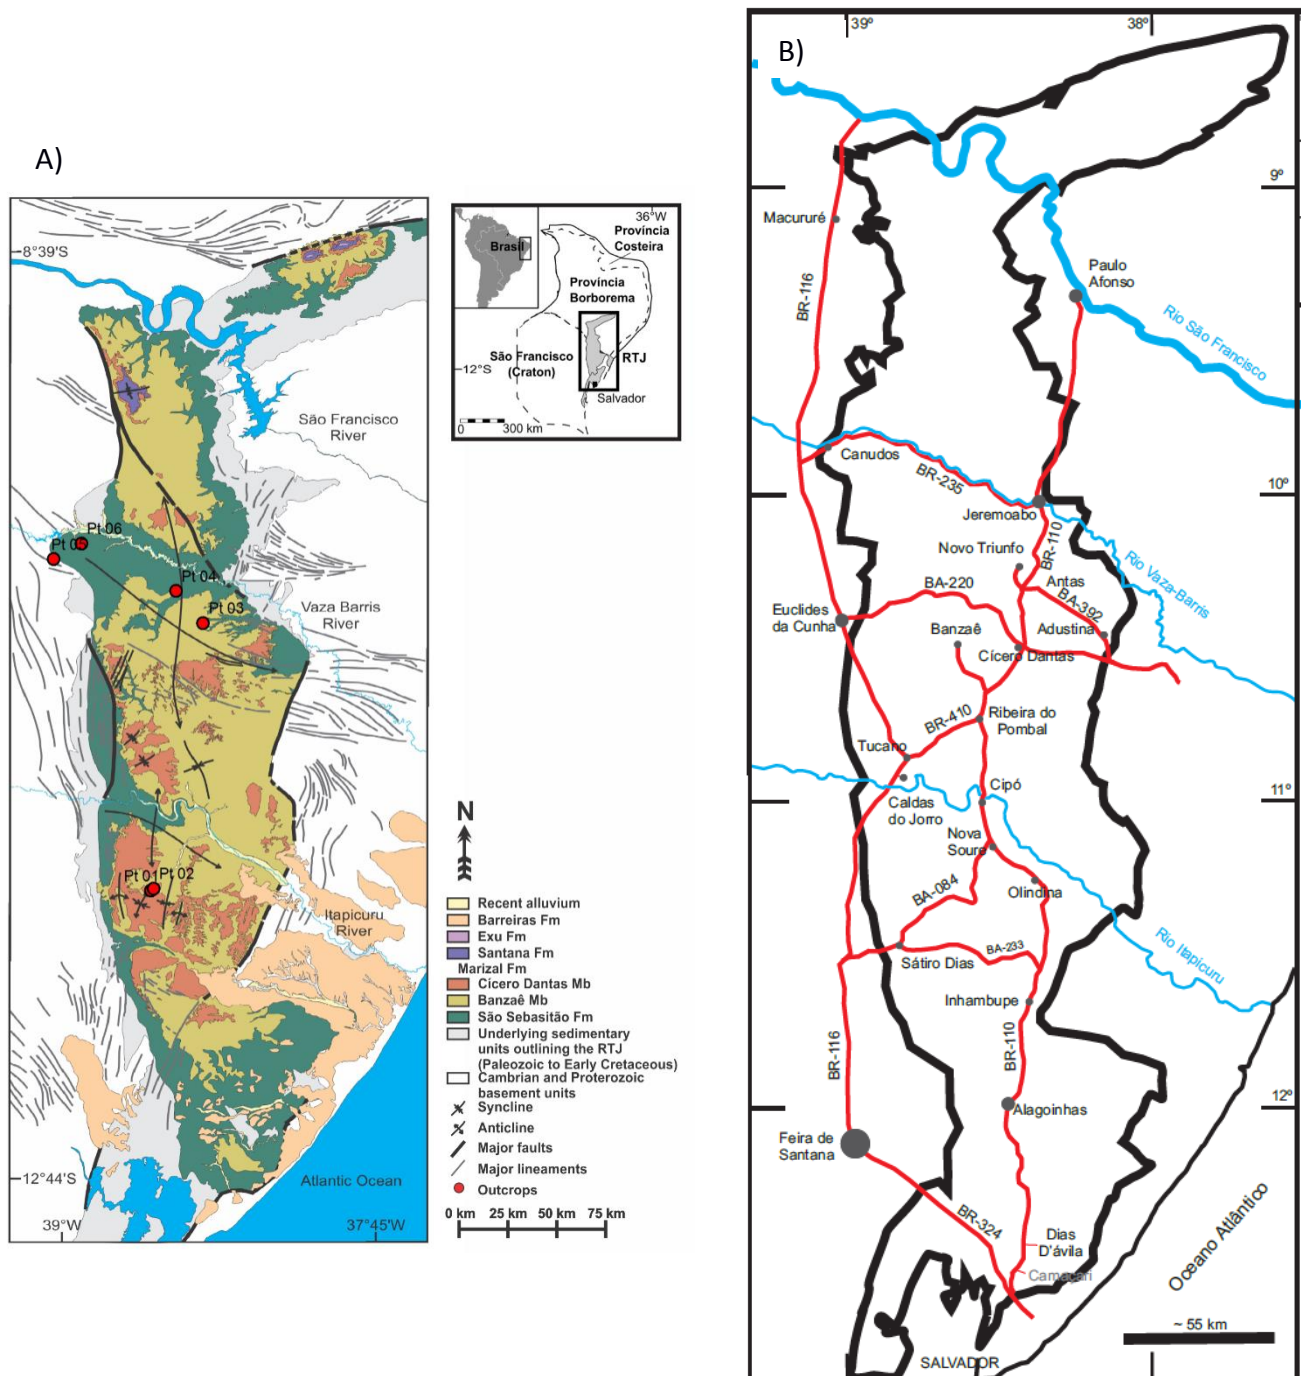 A)
8°39'S
São Francisco
River
Pt 06
Pt 05
Pt 04
Pt 03
Vaza Barris
River
Pt 01
Pt 02
Itapicuru
River
12°44'S
Atlantic Ocean
39°W
37°45'W
36°W
Província
Costeira
Brasil
Província
Borborema
São Francisco
(Craton)
RTJ
12°S
Salvador
0
300 km
N
Recent alluvium
Barreiras Fm
Exu Fm
Santana Fm
Marizal Fm
Cícero Dantas Mb
Banzaê Mb
São Sebasitão Fm
Underlying sedimentary
units outlining the RTJ
(Paleozoic to Early Cretaceous)
Cambrian and Proterozoic
basement units
Syncline
Anticline
Major faults
Major lineaments
Outcrops
0 km
25 km
50 km
75 km
B)
39º
38º
9º
Macururé
BR-116
Paulo
Afonso
Rio São Francisco
Canudos
BR-235
10º
Jeremoabo
Novo Triunfo
BR-110
Rio Vaza-Barris
BA-220
Antas
BA-392
Euclides
da Cunha
Banzaê
Adustina
Cícero Dantas
BR-410
Ribeira do
Pombal
Tucano
Caldas
do Jorro
Cipó
11º
Nova
Soure
BA-084
Olindina
Sátiro Dias
BA-233
Rio Itapicuru
Inhambupe
BR-116
BR-110
Alagoinhas
12º
Feira de
Santana
BR-324
Dias
D'ávila
Camaçari
Oceano Atlântico
~ 55 km
SALVADOR